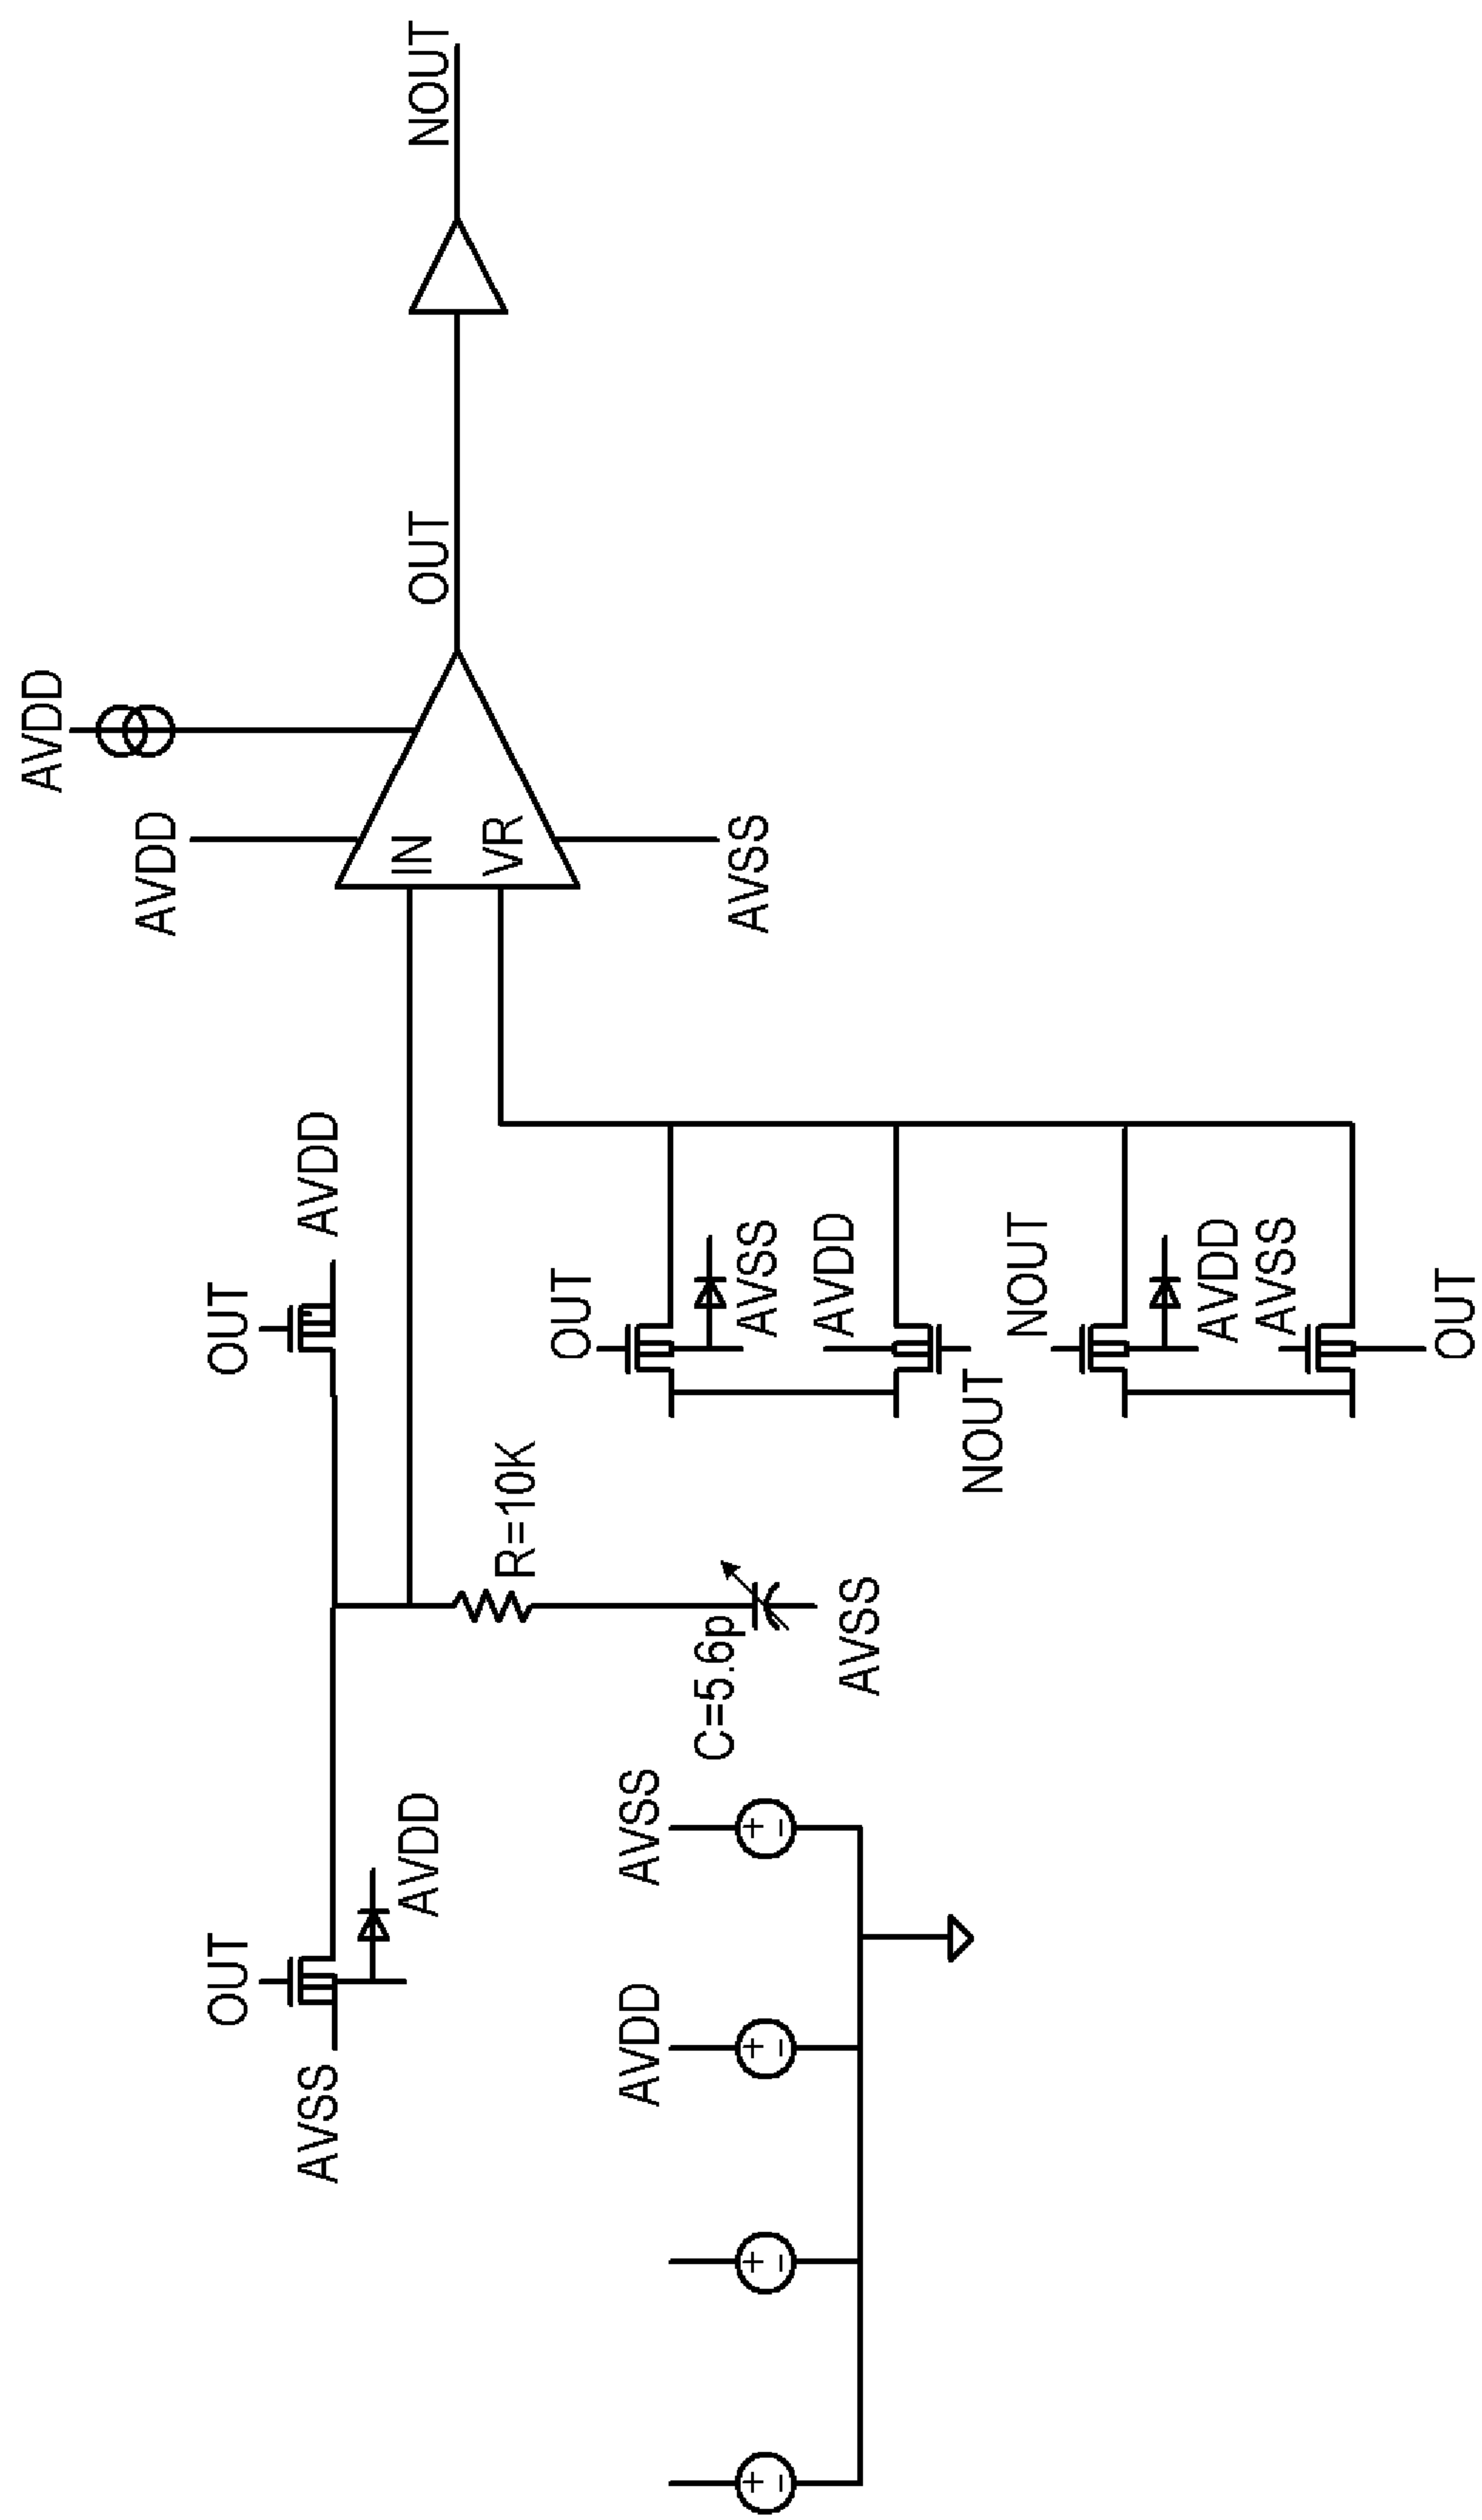 NOUT
OUT
AVDD
AVDD
IN
VR
AVSS
AVDD
OUT
OUT
AVSS
AVDD
NOUT
NOUT
AVDD
AVSS
OUT
R=10K
C=5.6p
AVSS
AVDD
OUT
AVSS
AVSS
+
-
AVDD
+
-
+
-
+
-